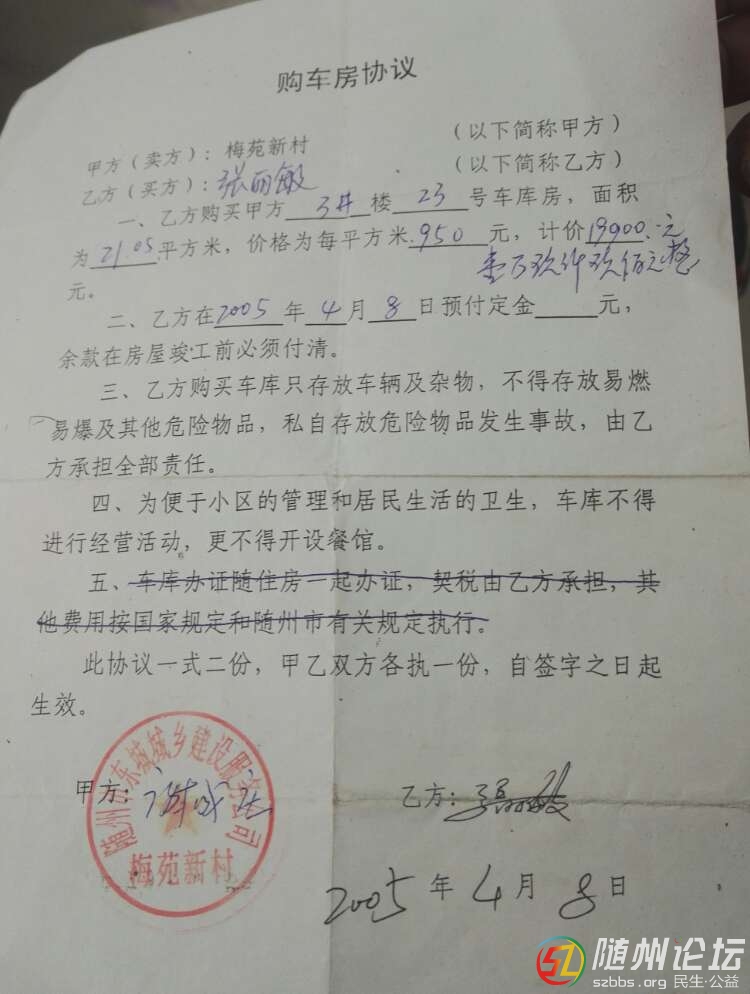 购车房协议
甲方（卖方）：梅苑新村 （以下简称甲方）
乙方（买方）：张丽敏 （以下简称乙方）
一、乙方购买甲方 3# 楼 23 号车库房，面积
为 21.05 平方米，价格为每平方米 950 元，计价 19900.元
元。 壹万玖仟玖佰元整
二、乙方在 2005 年 4 月 8 日预付定金 元，
余款在房屋竣工前必须付清。
三、乙方购买车库只存放车辆及杂物，不得存放易燃
易爆及其他危险物品，私自存放危险物品发生事故，由乙
方承担全部责任。
四、为便于小区的管理和居民生活的卫生，车库不得
进行经营活动，更不得开设餐馆。
五、车库办证随住房一起办证，契税由乙方承担，其
他费用按国家规定和随州市有关规定执行。
此协议一式二份，甲乙双方各执一份，自签字之日起
生效。
甲方： 乙方：张丽敏
梅苑新村
2005 年 4 月 8 日
随州论坛
szbbs.org 民生·公益